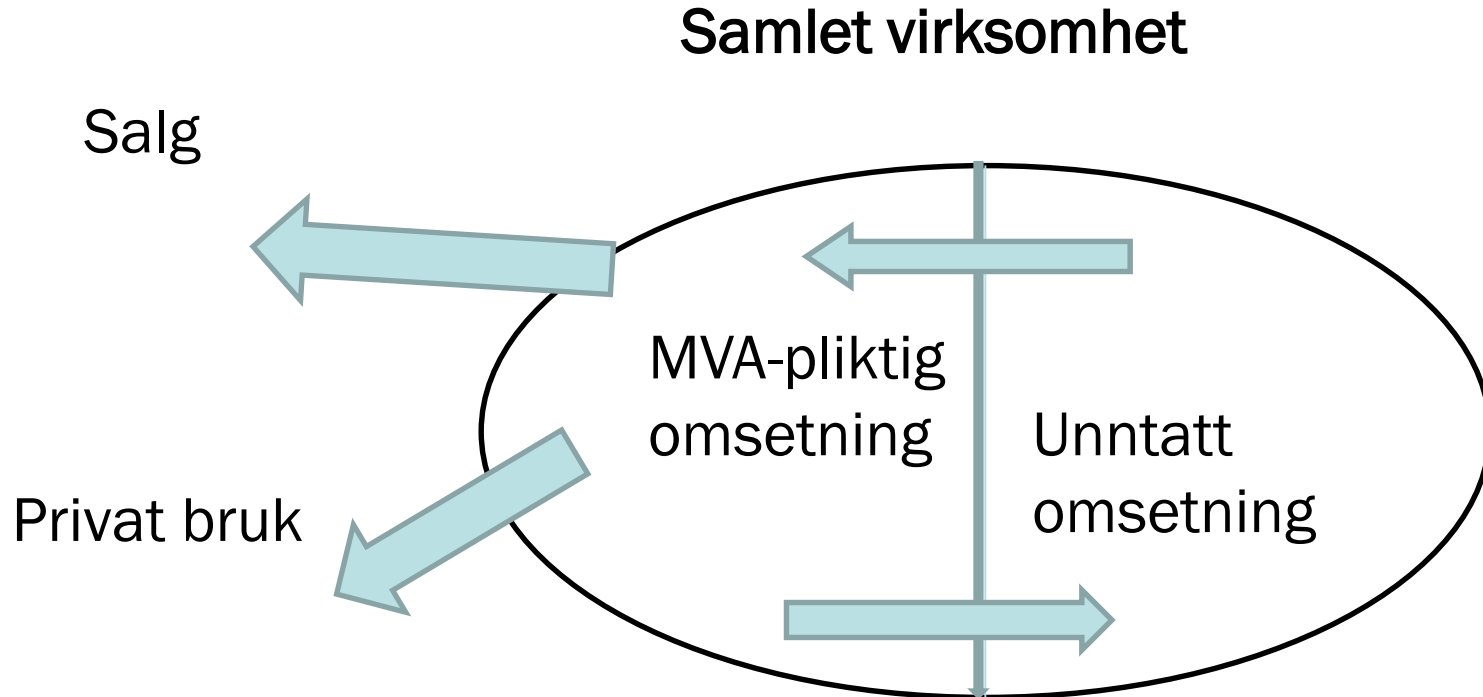 Samlet virksomhet
Salg
MVA-pliktig
omsetning
Unntatt
omsetning
Privat bruk